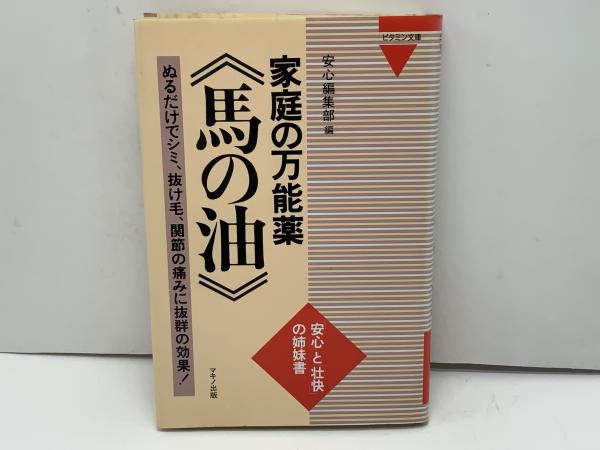 ビタミン文庫
安心編集部 編
家庭の万能薬
《馬の油》
ぬるだけでシミ、抜け毛、関節の痛みに抜群の効果！
「安心」と「壮快」
の姉妹書
マキノ出版